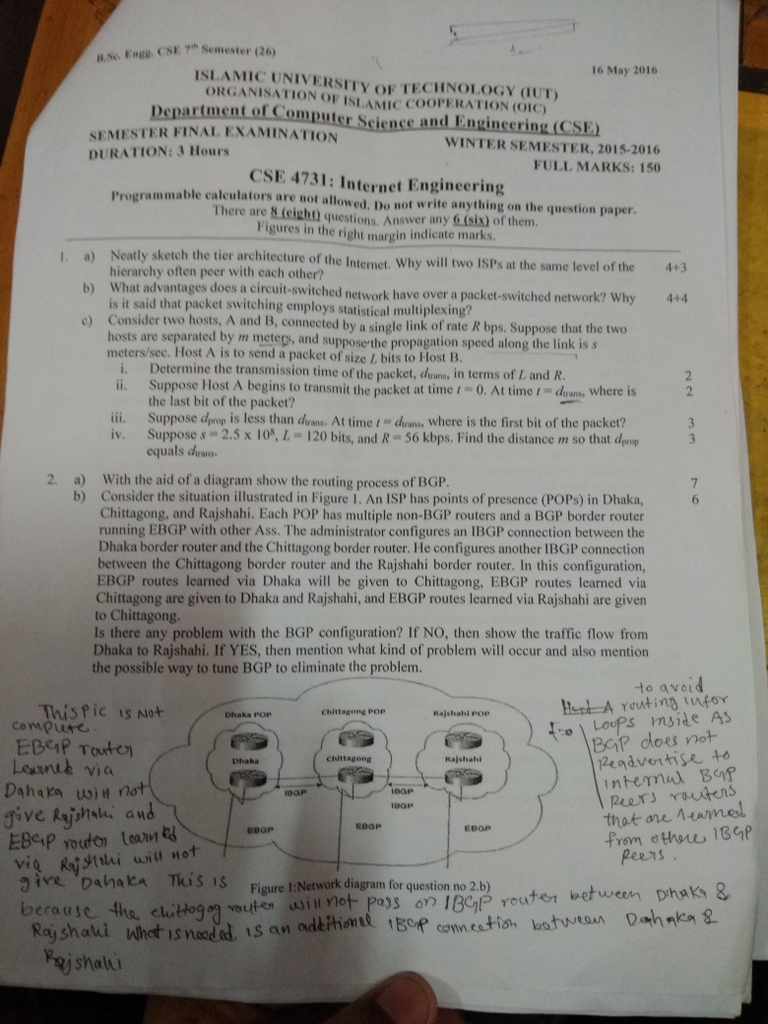 B.Sc. Engg. CSE 7th Semester (26)
16 May 2016
ISLAMIC UNIVERSITY OF TECHNOLOGY (IUT)
ORGANISATION OF ISLAMIC COOPERATION (OIC)
Department of Computer Science and Engineering (CSE)
SEMESTER FINAL EXAMINATION WINTER SEMESTER, 2015-2016
DURATION: 3 Hours FULL MARKS: 150
CSE 4731: Internet Engineering
Programmable calculators are not allowed. Do not write anything on the question paper.
There are 8 (eight) questions. Answer any 6 (six) of them.
Figures in the right margin indicate marks.
1. a) Neatly sketch the tier architecture of the Internet. Why will two ISPs at the same level of the 4+3
hierarchy often peer with each other?
b) What advantages does a circuit-switched network have over a packet-switched network? Why 4+4
is it said that packet switching employs statistical multiplexing?
c) Consider two hosts, A and B, connected by a single link of rate R bps. Suppose that the two
hosts are separated by m meters, and suppose the propagation speed along the link is s
meters/sec. Host A is to send a packet of size L bits to Host B.
i. Determine the transmission time of the packet, dtrans, in terms of L and R. 2
ii. Suppose Host A begins to transmit the packet at time t = 0. At time t = dtrans, where is 2
the last bit of the packet?
iii. Suppose dprop is less than dtrans. At time t = dtrans, where is the first bit of the packet? 3
iv. Suppose s = 2.5 x 10⁸, L = 120 bits, and R = 56 kbps. Find the distance m so that dprop 3
equals dtrans.
2. a) With the aid of a diagram show the routing process of BGP. 7
b) Consider the situation illustrated in Figure 1. An ISP has points of presence (POPs) in Dhaka, 6
Chittagong, and Rajshahi. Each POP has multiple non-BGP routers and a BGP border router
running EBGP with other Ass. The administrator configures an IBGP connection between the
Dhaka border router and the Chittagong border router. He configures another IBGP connection
between the Chittagong border router and the Rajshahi border router. In this configuration,
EBGP routes learned via Dhaka will be given to Chittagong, EBGP routes learned via
Chittagong are given to Dhaka and Rajshahi, and EBGP routes learned via Rajshahi are given
to Chittagong.
Is there any problem with the BGP configuration? If NO, then show the traffic flow from
Dhaka to Rajshahi. If YES, then mention what kind of problem will occur and also mention
the possible way to tune BGP to eliminate the problem.
This pic is Not
complete
EBGP router
Learned via
Dahaka will not
give Rajshahi and
EBGP router learned
via Rajshahi will not
give Dahaka This is
because the chittogog router will not pass on IBGP router between Dhaka &
Rajshahi what is needed is an additional IBGP connection between Dahaka &
Rajshahi
Dhaka POP Chittagong POP Rajshahi POP
Dhaka Chittagong Rajshahi
IBGP IBGP
IBGP
EBGP EBGP EBGP
Figure 1:Network diagram for question no 2.b)
to avoid
A routing infor
Loops inside As
BGP does not
Readvertise to
internal BGP
peers routers
that are learned
from othere IBGP
peers.